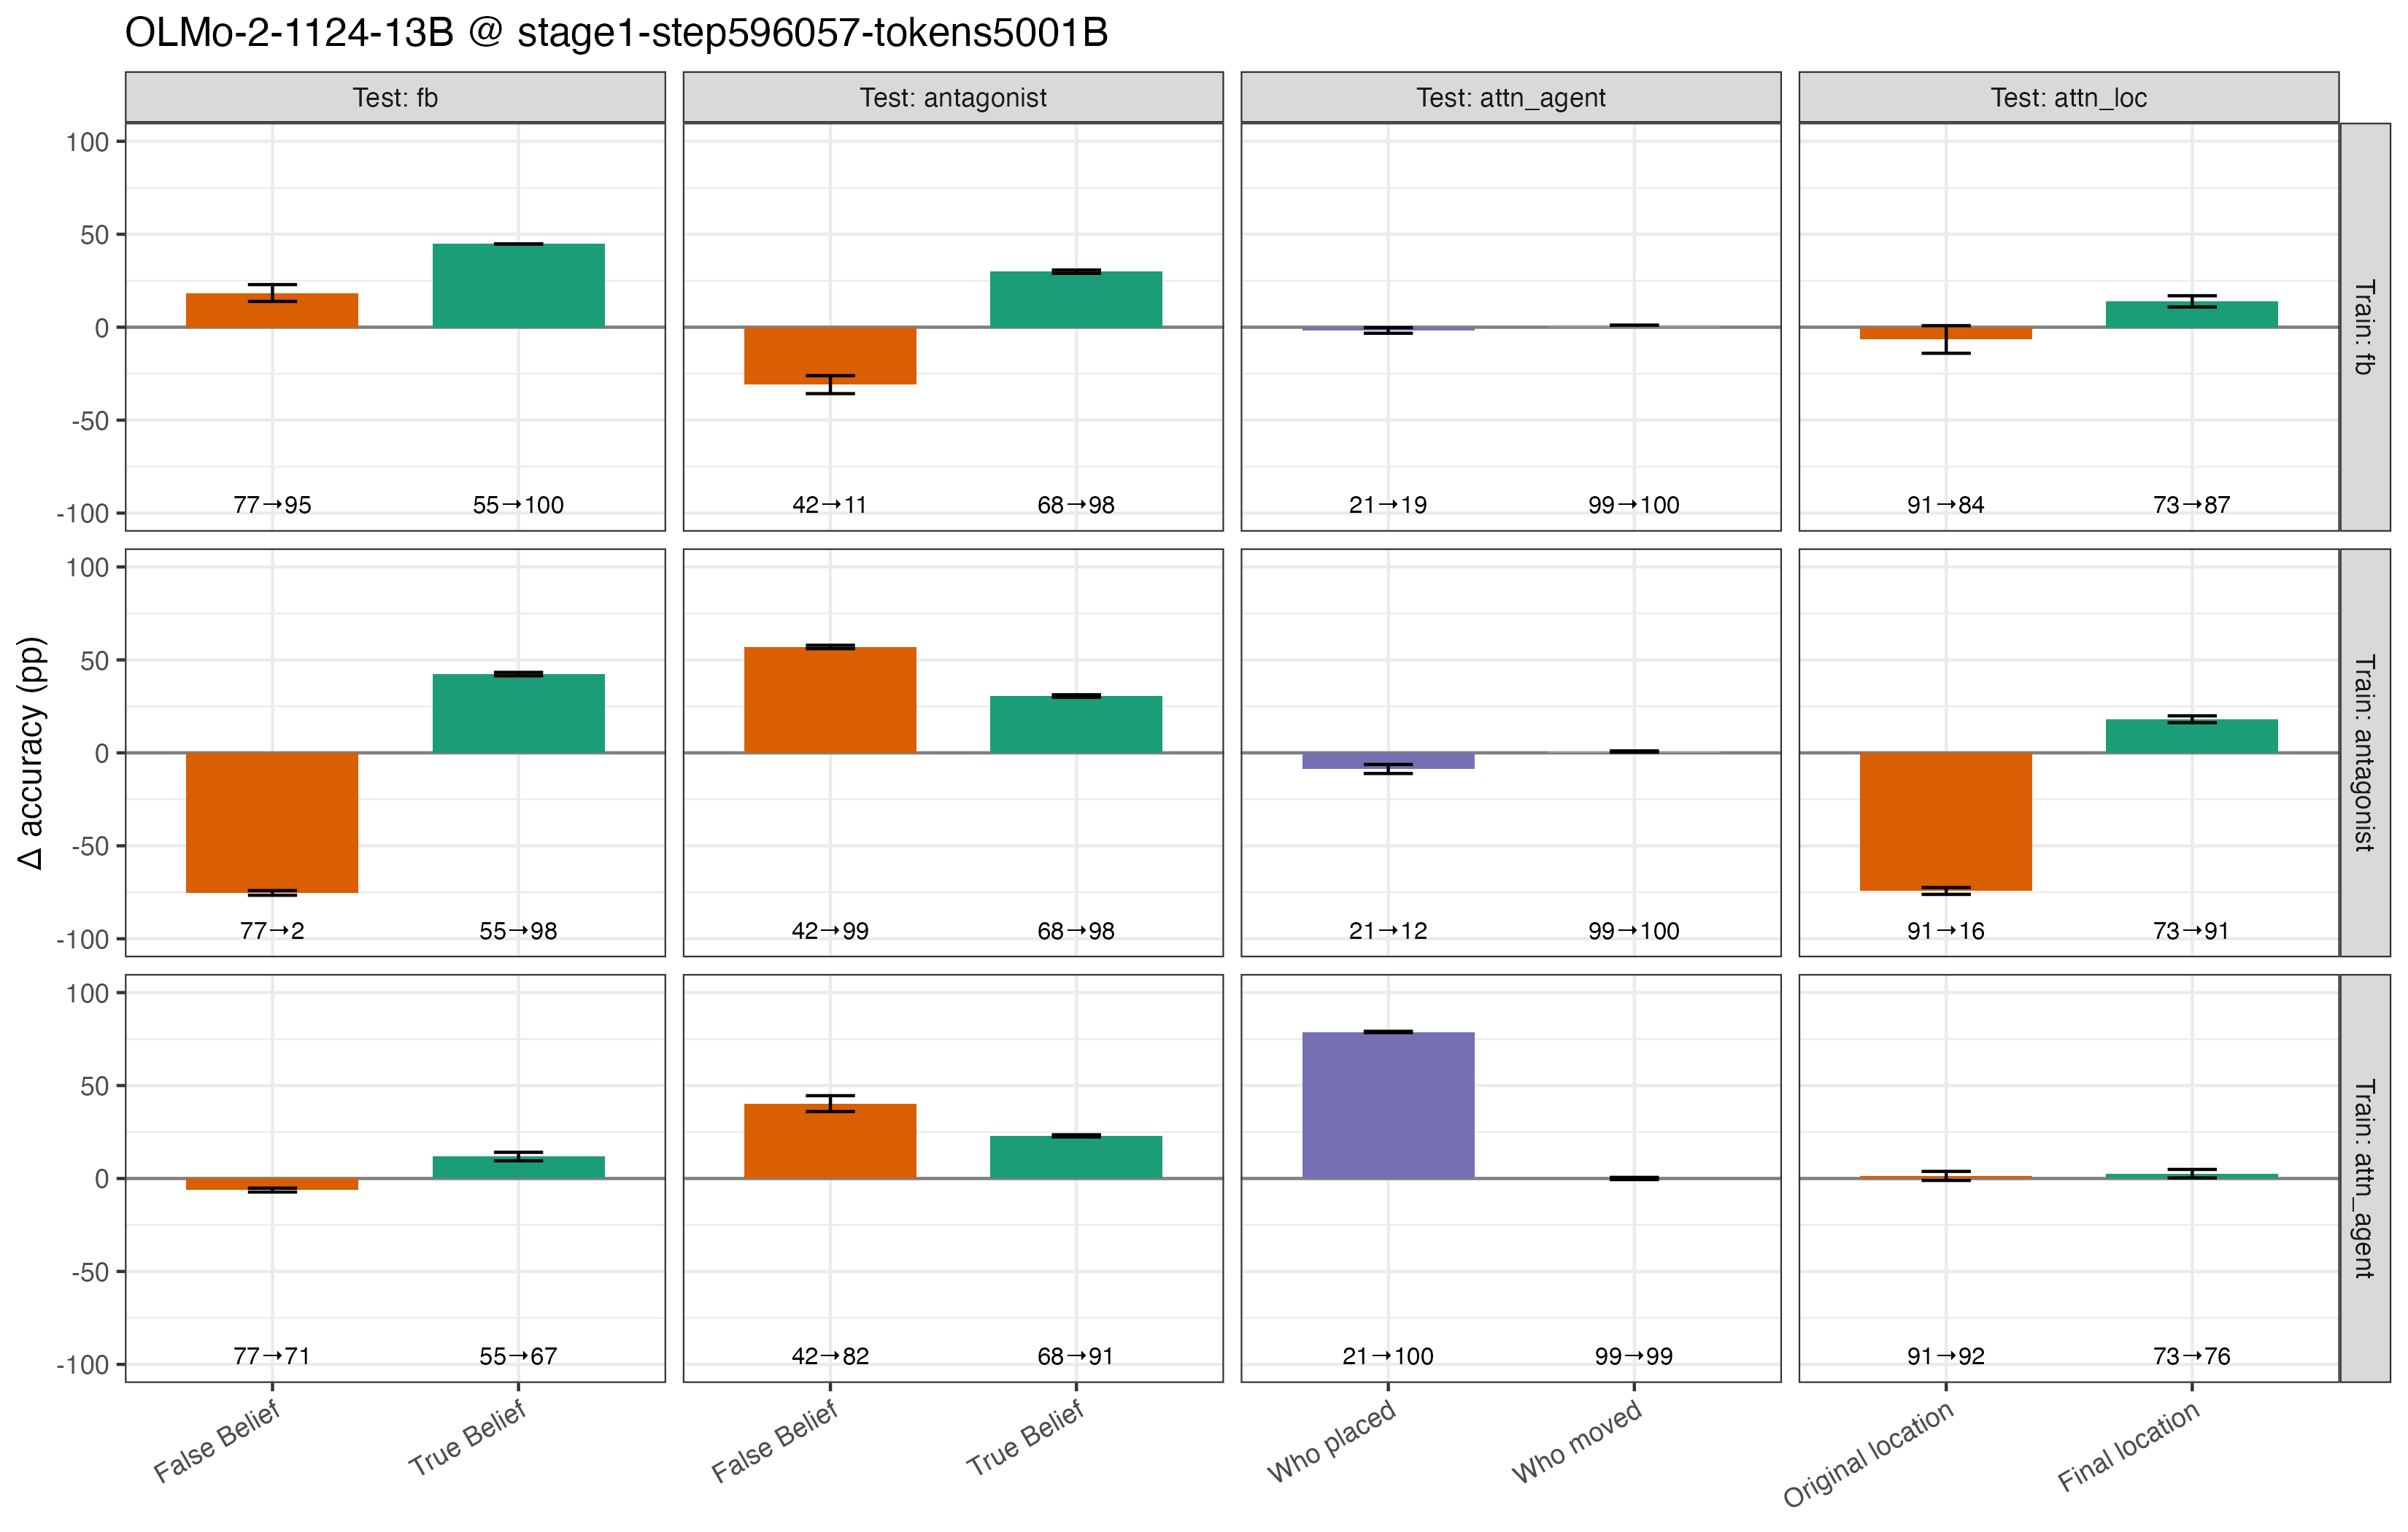 OLMo-2-1124-13B @ stage1-step596057-tokens5001B
Test: fb
Test: antagonist
Test: attn_agent
Test: attn_loc
Δ accuracy (pp)
100
50
0
-50
-100
77→95
55→100
42→11
68→98
21→19
99→100
91→84
73→87
Train: fb
100
50
0
-50
-100
77→2
55→98
42→99
68→98
21→12
99→100
91→16
73→91
Train: antagonist
100
50
0
-50
-100
77→71
55→67
42→82
68→91
21→100
99→99
91→92
73→76
Train: attn_agent
False Belief
True Belief
False Belief
True Belief
Who placed
Who moved
Original location
Final location